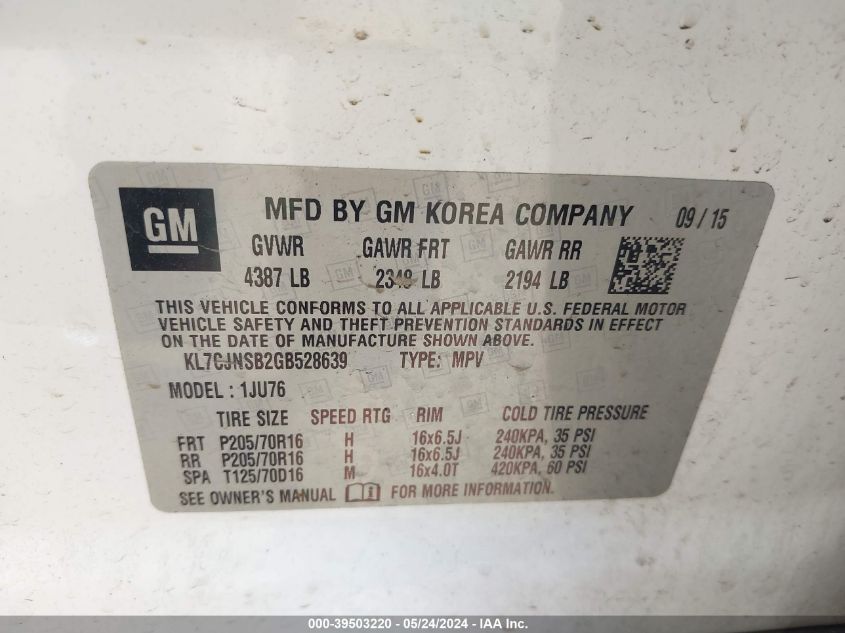 GM MFD BY GM KOREA COMPANY 09 / 15
GVWR GAWR FRT GAWR RR
4387 LB 2348 LB 2194 LB
THIS VEHICLE CONFORMS TO ALL APPLICABLE U.S. FEDERAL MOTOR
VEHICLE SAFETY AND THEFT PREVENTION STANDARDS IN EFFECT
ON THE DATE OF MANUFACTURE SHOWN ABOVE.
KL7CJNSB2GB528639 TYPE: MPV
MODEL : 1JU76
TIRE SIZE SPEED RTG RIM COLD TIRE PRESSURE
FRT P205/70R16 H 16x6.5J 240KPA, 35 PSI
RR P205/70R16 H 16x6.5J 240KPA, 35 PSI
SPA T125/70D16 M 16x4.0T 420KPA, 60 PSI
SEE OWNER'S MANUAL FOR MORE INFORMATION.
000-39503220 - 05/24/2024 - IAA Inc.